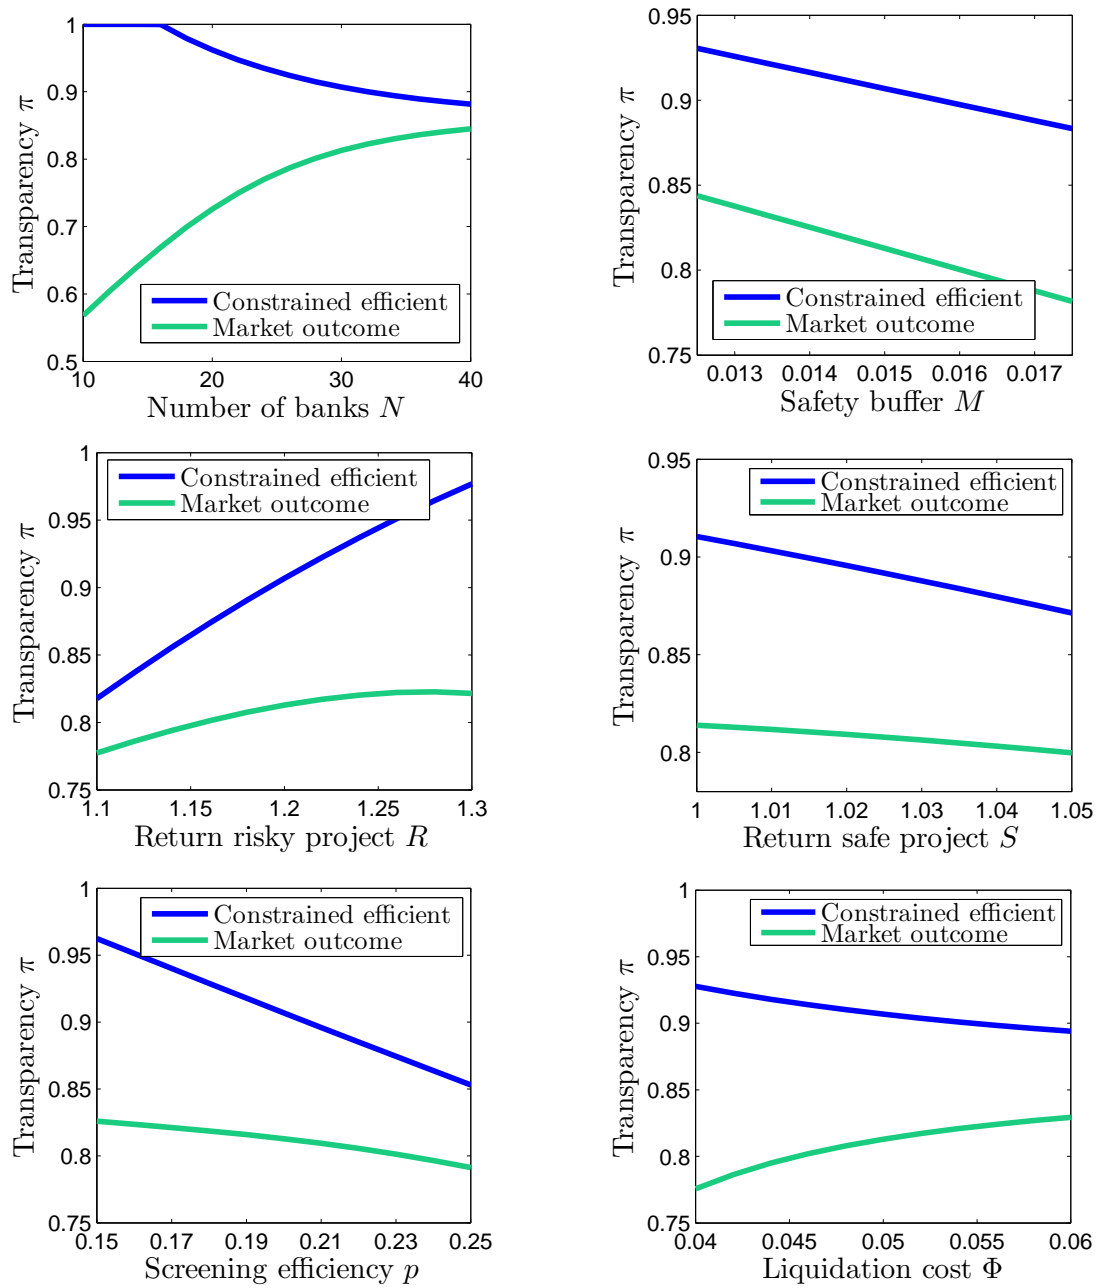 1
0.9
0.8
0.7
0.6
0.5
Transparency π
Constrained efficient
Market outcome
10 20 30 40
Number of banks N
0.95
0.9
0.85
0.8
0.75
Transparency π
Constrained efficient
Market outcome
0.013 0.014 0.015 0.016 0.017
Safety buffer M
1
0.95
0.9
0.85
0.8
0.75
Transparency π
Constrained efficient
Market outcome
1.1 1.15 1.2 1.25 1.3
Return risky project R
0.95
0.9
0.85
0.8
Transparency π
Constrained efficient
Market outcome
1 1.01 1.02 1.03 1.04 1.05
Return safe project S
1
0.95
0.9
0.85
0.8
0.75
Transparency π
Constrained efficient
Market outcome
0.15 0.17 0.19 0.21 0.23 0.25
Screening efficiency p
1
0.95
0.9
0.85
0.8
0.75
Transparency π
Constrained efficient
Market outcome
0.04 0.045 0.05 0.055 0.06
Liquidation cost Φ